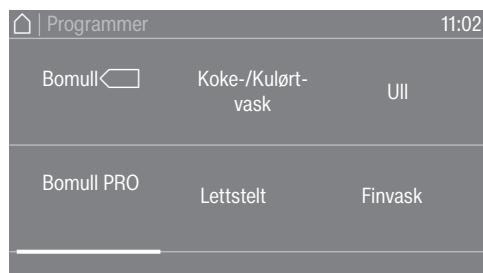 Programmer 11:02
Bomull Koke-/Kulørt-
vask Ull
Bomull PRO Lettstelt Finvask